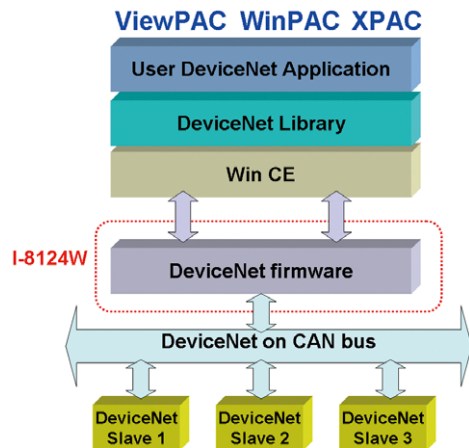 ViewPAC WinPAC XPAC
User DeviceNet Application
DeviceNet Library
Win CE
I-8124W
DeviceNet firmware
DeviceNet on CAN bus
DeviceNet
Slave 1
DeviceNet
Slave 2
DeviceNet
Slave 3